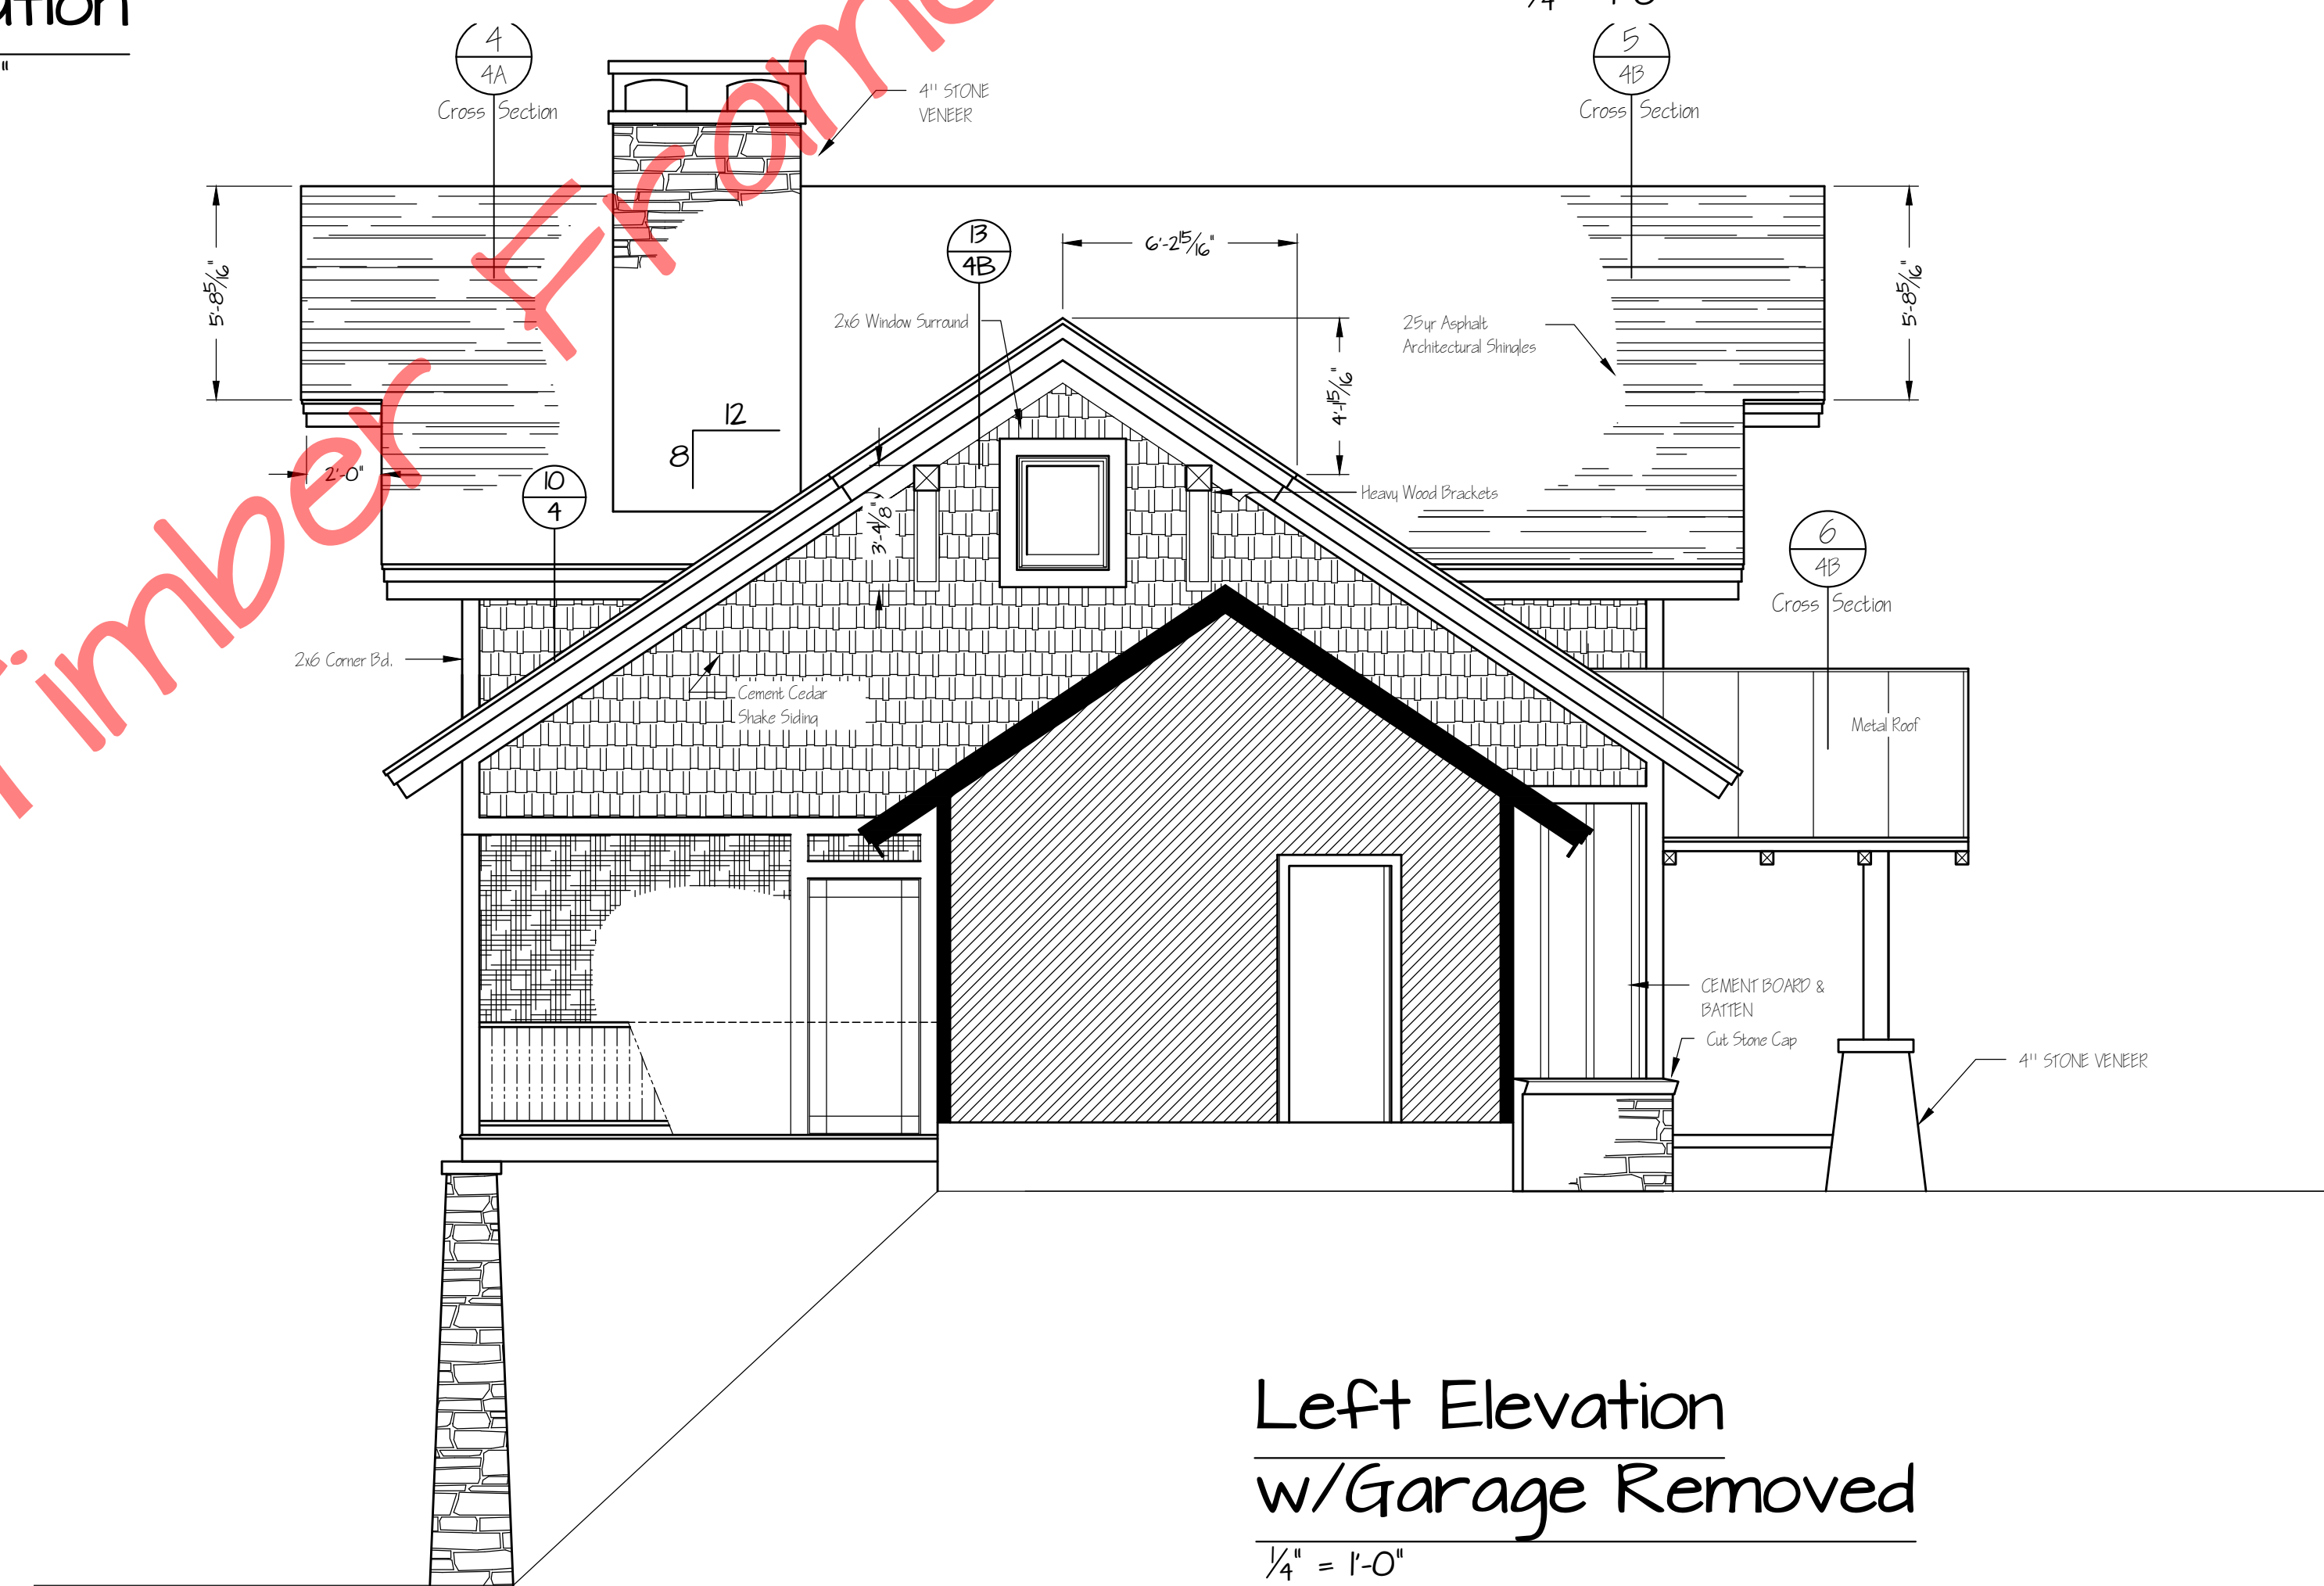 4
4A
Cross Section
4" STONE
VENEER
5
4B
Cross Section
13
4B
6'-2 15/16"
5'-8 5/16"
5'-8 5/16"
2x6 Window Surround
25yr Asphalt
Architectural Shingles
4'-1 15/16"
12
8
2'-0"
10
4
3'-4 1/8"
Heavy Wood Brackets
6
4B
Cross Section
2x6 Corner Bd.
Cement Cedar
Shake Siding
Metal Roof
CEMENT BOARD &
BATTEN
Cut Stone Cap
4" STONE VENEER
Timber Frame
Left Elevation
w/Garage Removed
1/4" = 1'-0"